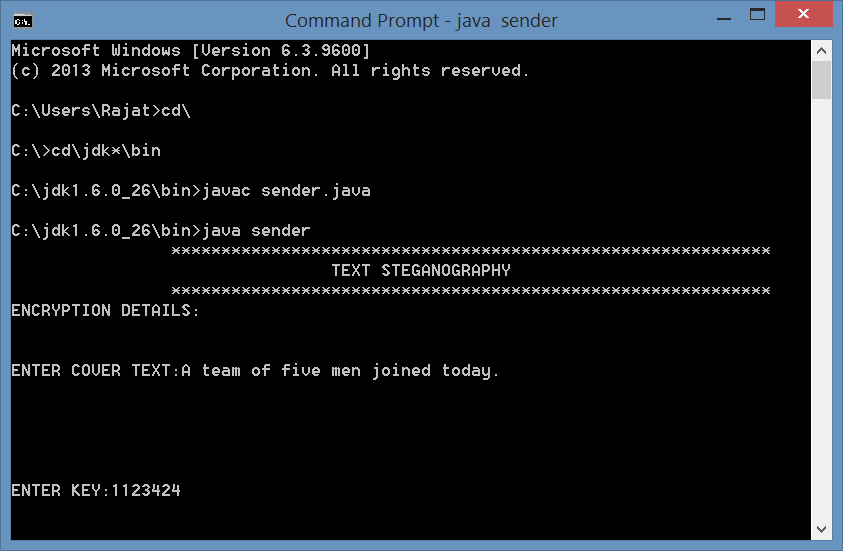 Command Prompt - java  sender
Microsoft Windows [Version 6.3.9600]
(c) 2013 Microsoft Corporation. All rights reserved.
C:\Users\Rajat>cd\
C:\>cd\jdk*\bin
C:\jdk1.6.0_26\bin>javac sender.java
C:\jdk1.6.0_26\bin>java sender
************************************************************
TEXT STEGANOGRAPHY
************************************************************
ENCRYPTION DETAILS:
ENTER COVER TEXT:A team of five men joined today.
ENTER KEY:1123424